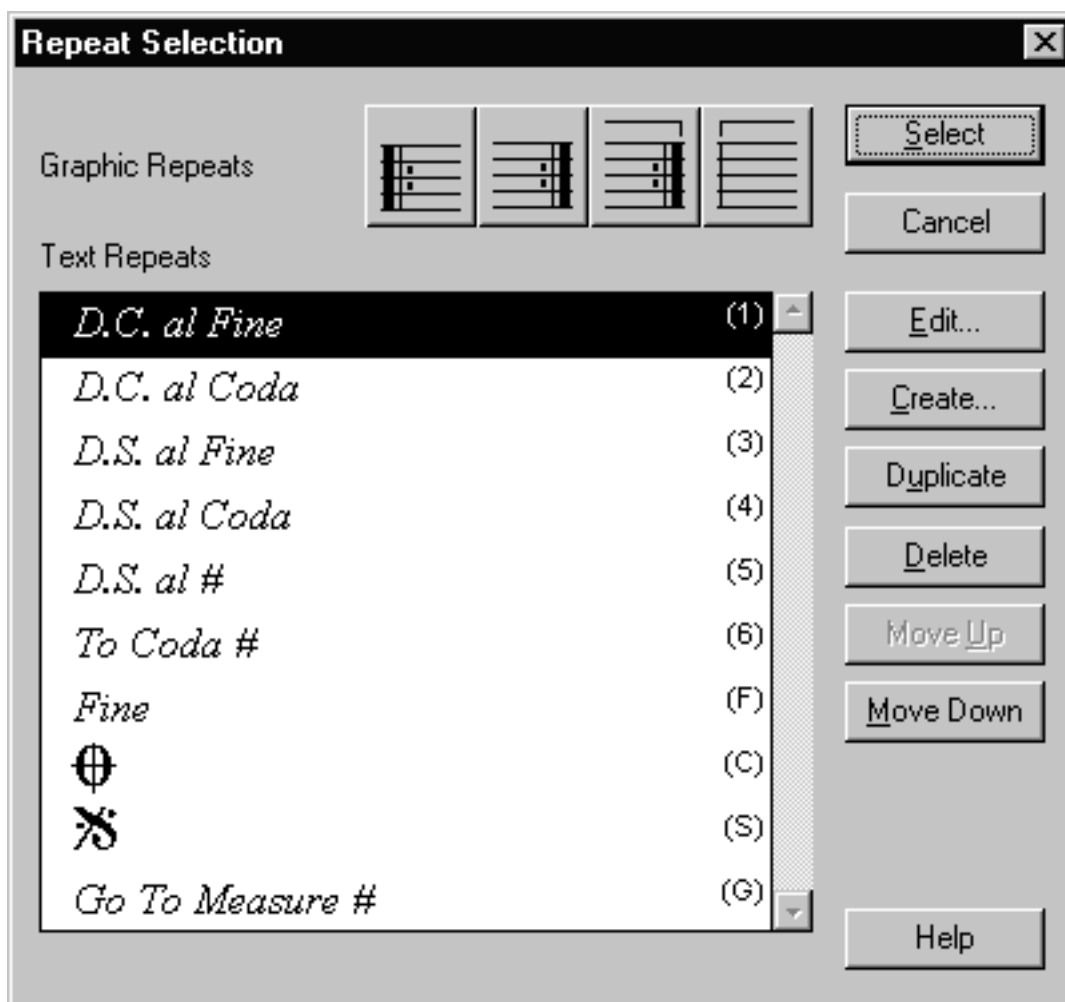 Repeat Selection
Graphic Repeats
Select
Cancel
Text Repeats
D.C. al Fine (1)
D.C. al Coda (2)
D.S. al Fine (3)
D.S. al Coda (4)
D.S. al # (5)
To Coda # (6)
Fine (F)
(C)
(S)
Go To Measure # (G)
Edit...
Create...
Duplicate
Delete
Move Up
Move Down
Help